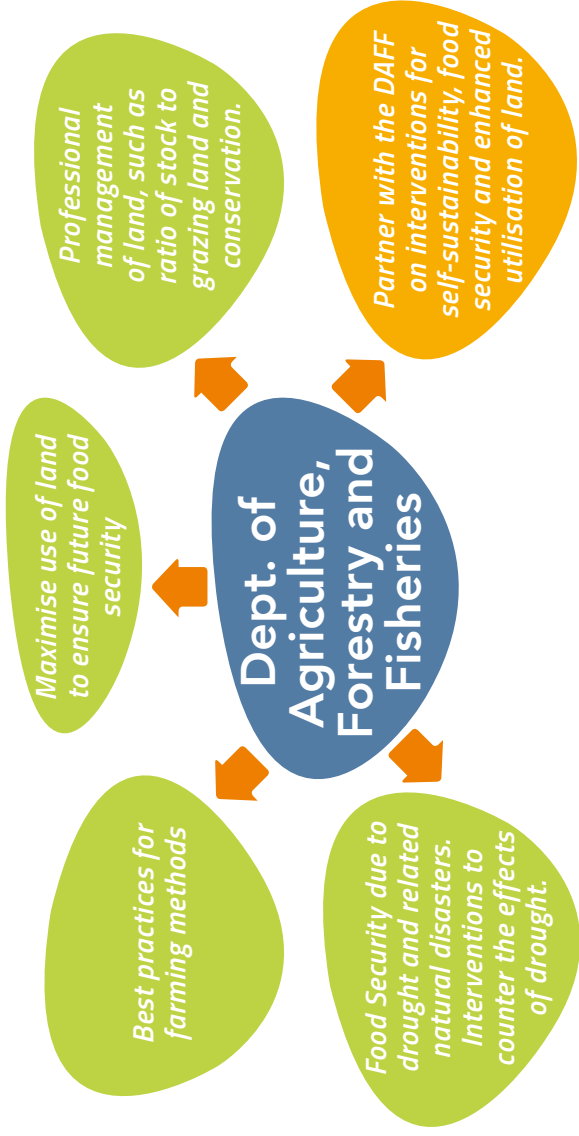 Best practices for
farming methods
Maximise use of land
to ensure future food
security
Professional
management
of land, such as
ratio of stock to
grazing land and
conservation.
Dept. of
Agriculture,
Forestry and
Fisheries
Food Security due to
drought and related
natural disasters.
Interventions to
counter the effects
of drought.
Partner with the DAFF
on interventions for
self-sustainability, food
security and enhanced
utilisation of land.